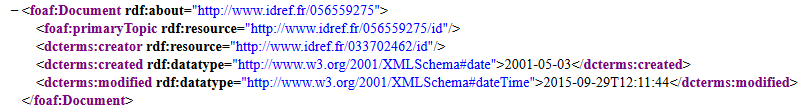 − <foaf:Document rdf:about="http://www.idref.fr/056559275">
<foaf:primaryTopic rdf:resource="http://www.idref.fr/056559275/id"/>
<dcterms:creator rdf:resource="http://www.idref.fr/033702462/id"/>
<dcterms:created rdf:datatype="http://www.w3.org/2001/XMLSchema#date">2001-05-03</dcterms:created>
<dcterms:modified rdf:datatype="http://www.w3.org/2001/XMLSchema#dateTime">2015-09-29T12:11:44</dcterms:modified>
</foaf:Document>